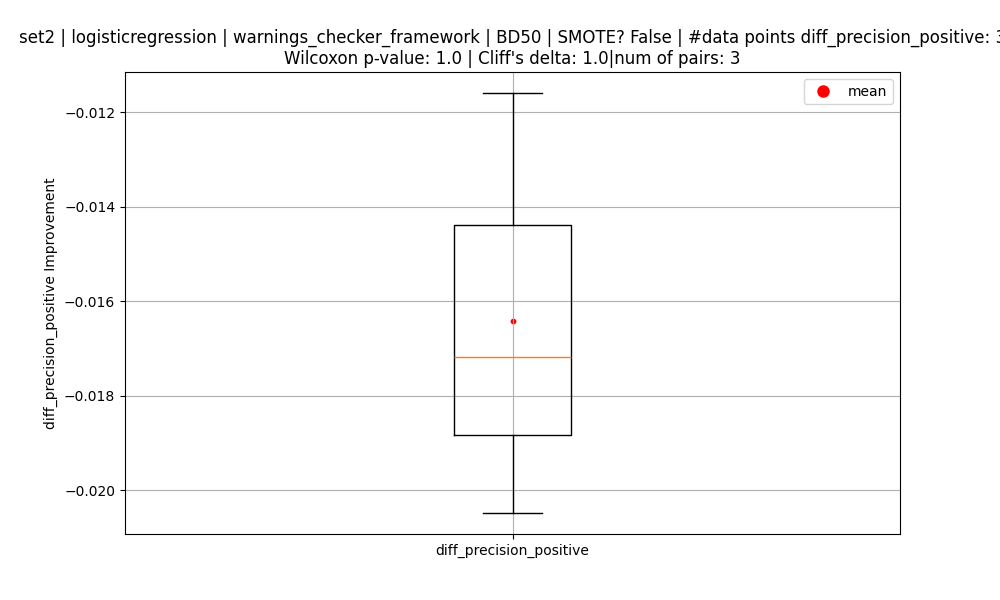 set2 | logisticregression | warnings_checker_framework | BD50 | SMOTE? False | #data points diff_precision_positive: 3
Wilcoxon p-value: 1.0 | Cliff's delta: 1.0|num of pairs: 3
mean
−0.012
−0.014
−0.016
−0.018
−0.020
diff_precision_positive Improvement
diff_precision_positive